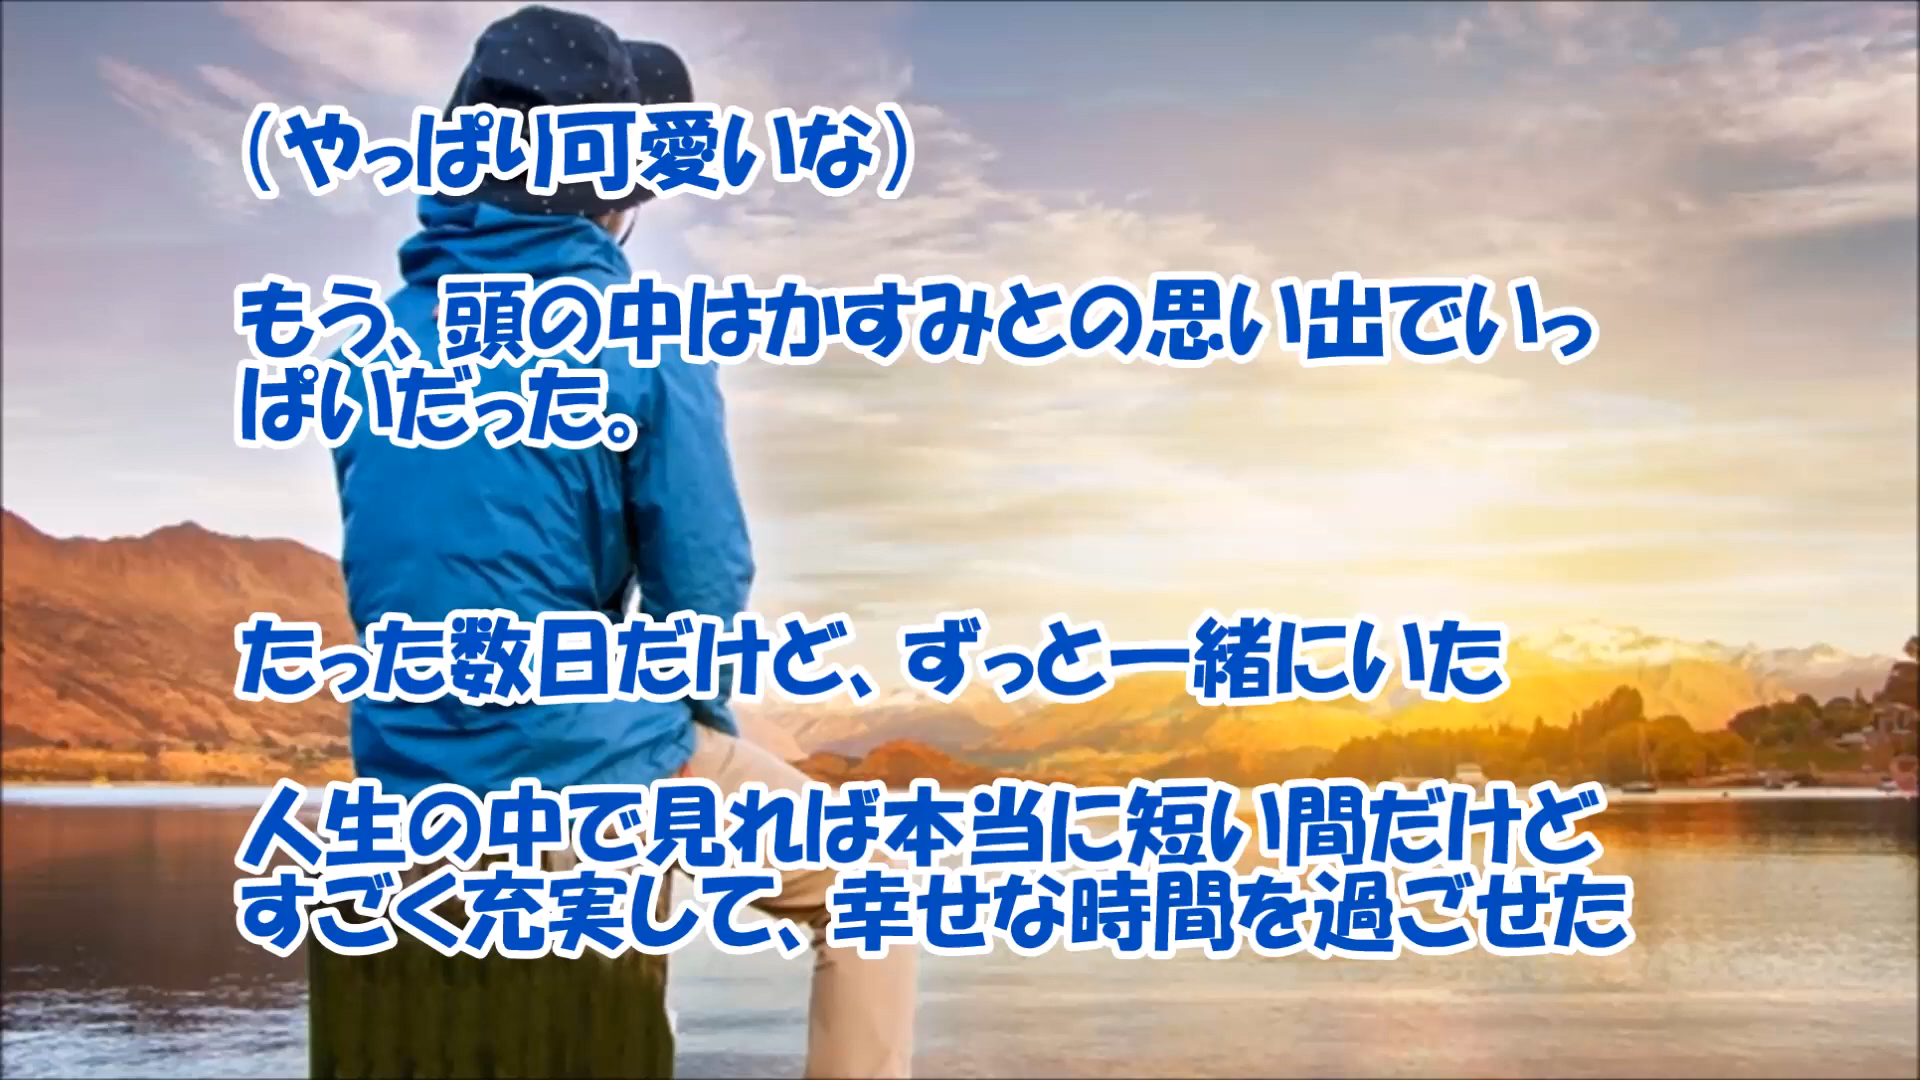 （やっぱり可愛いな）
もう、頭の中はかすみとの思い出でいっ
ぱいだった。
たった数日だけど、ずっと一緒にいた
人生の中で見れば本当に短い間だけど
すごく充実して、幸せな時間を過ごせた